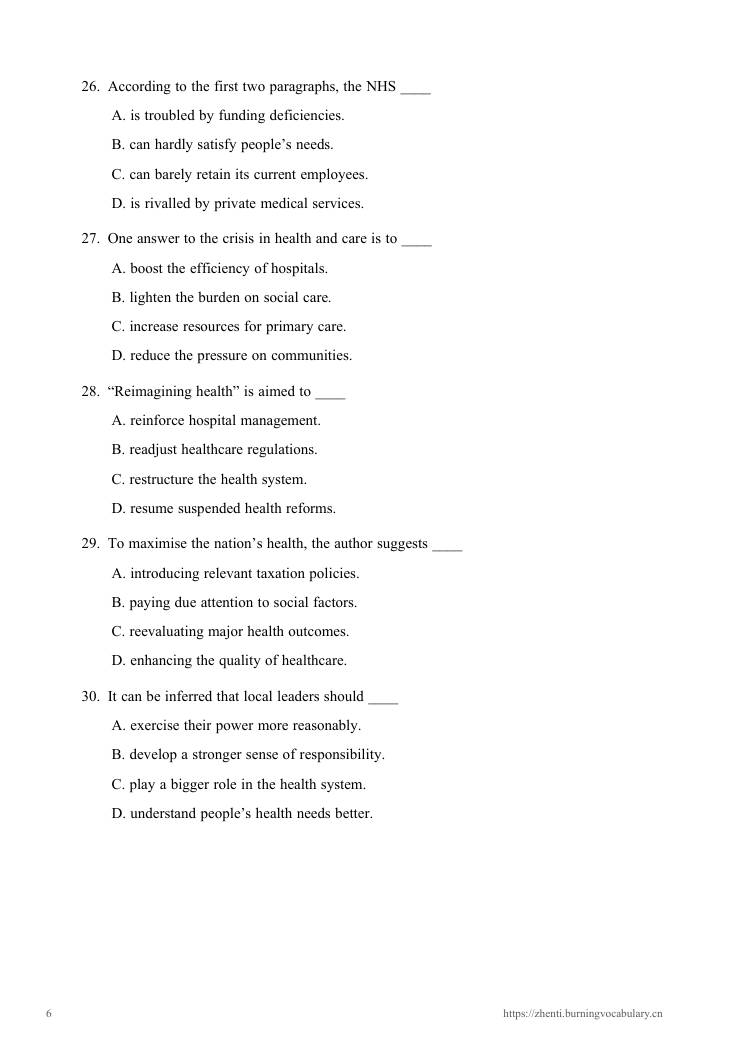 26. According to the first two paragraphs, the NHS ____
A. is troubled by funding deficiencies.
B. can hardly satisfy people’s needs.
C. can barely retain its current employees.
D. is rivalled by private medical services.
27. One answer to the crisis in health and care is to ____
A. boost the efficiency of hospitals.
B. lighten the burden on social care.
C. increase resources for primary care.
D. reduce the pressure on communities.
28. “Reimagining health” is aimed to ____
A. reinforce hospital management.
B. readjust healthcare regulations.
C. restructure the health system.
D. resume suspended health reforms.
29. To maximise the nation’s health, the author suggests ____
A. introducing relevant taxation policies.
B. paying due attention to social factors.
C. reevaluating major health outcomes.
D. enhancing the quality of healthcare.
30. It can be inferred that local leaders should ____
A. exercise their power more reasonably.
B. develop a stronger sense of responsibility.
C. play a bigger role in the health system.
D. understand people’s health needs better.
6 https://zhenti.burningvocabulary.cn